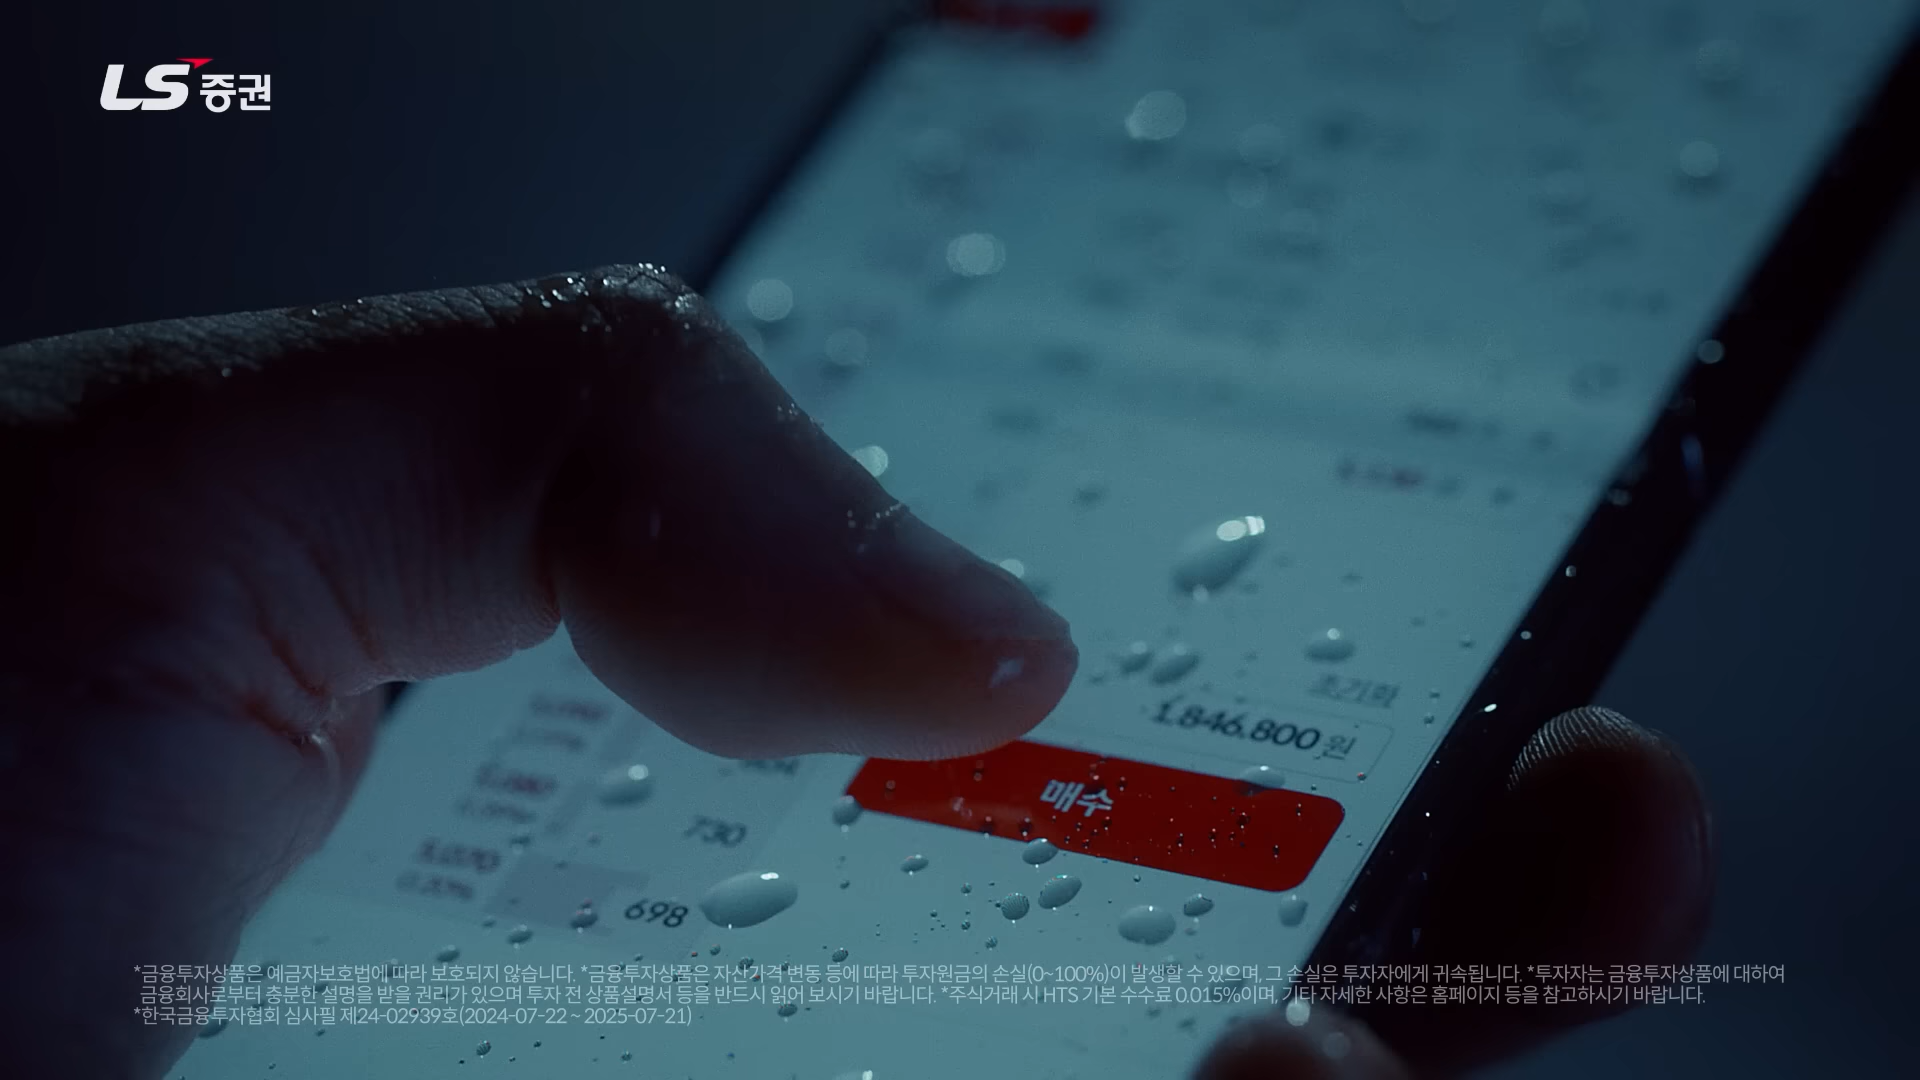 LS증권
초기화
1,846,800 원
매수
730
5,070
0.00%
698
*금융투자상품은 예금자보호법에 따라 보호되지 않습니다. *금융투자상품은 자산가격 변동 등에 따라 투자원금의 손실(0~100%)이 발생할 수 있으며, 그 손실은 투자자에게 귀속됩니다. *투자자는 금융투자상품에 대하여
금융회사로부터 충분한 설명을 받을 권리가 있으며 투자 전 상품설명서 등을 반드시 읽어 보시기 바랍니다. *주식거래 시 HTS 기본 수수료 0.015%이며, 기타 자세한 사항은 홈페이지 등을 참고하시기 바랍니다.
*한국금융투자협회 심사필 제24-02939호(2024-07-22 ~ 2025-07-21)